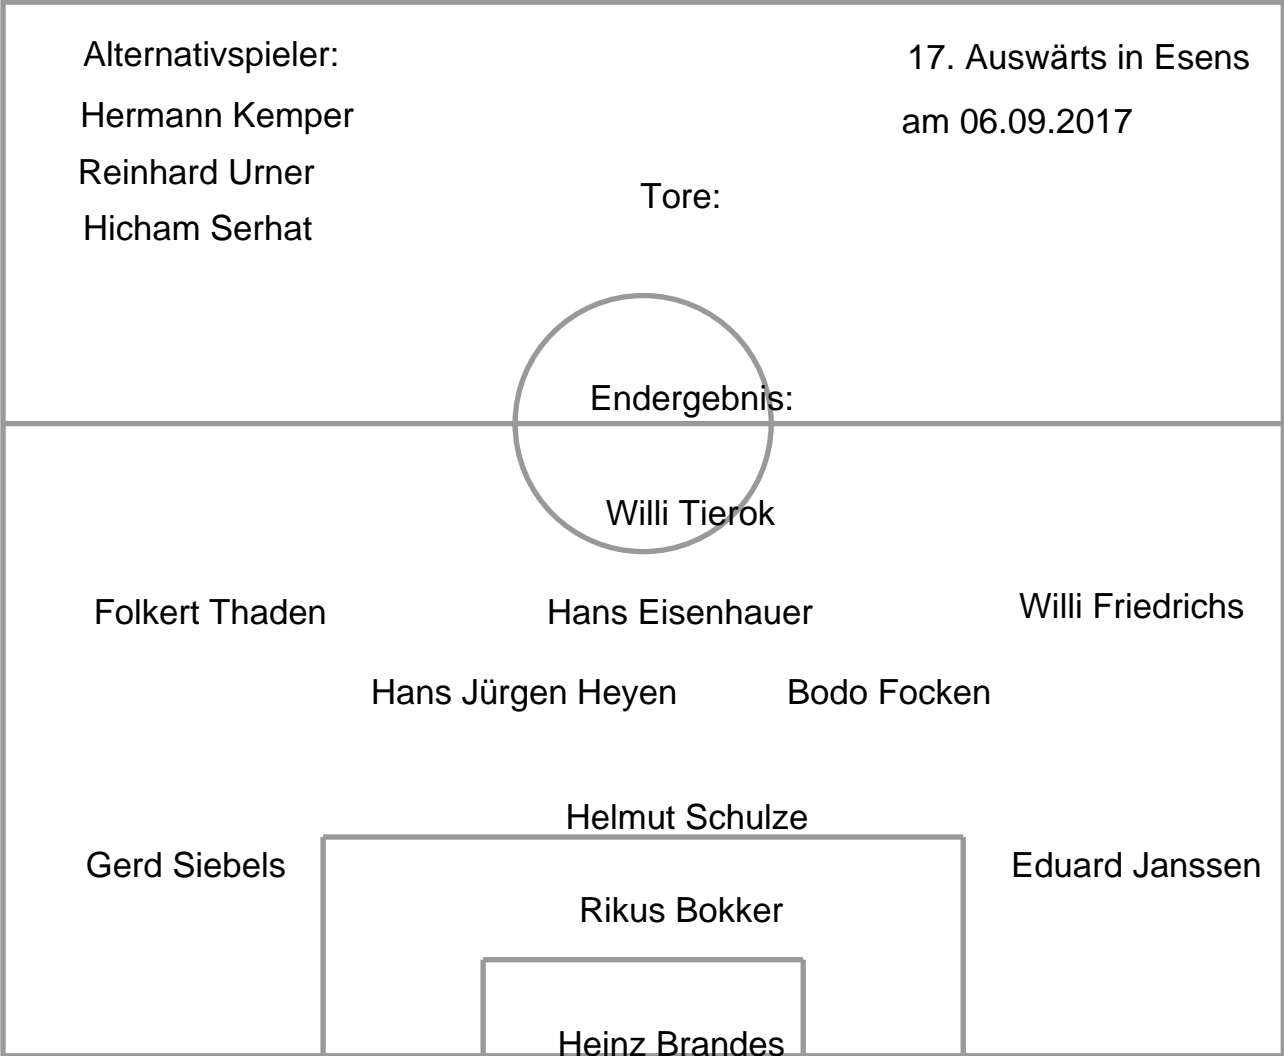 Alternativspieler:
17. Auswärts in Esens
Hermann Kemper
am 06.09.2017
Reinhard Urner
Tore:
Hicham Serhat
Endergebnis:
Willi Tierok
Folkert Thaden
Hans Eisenhauer
Willi Friedrichs
Hans Jürgen Heyen
Bodo Focken
Helmut Schulze
Gerd Siebels
Eduard Janssen
Rikus Bokker
Heinz Brandes